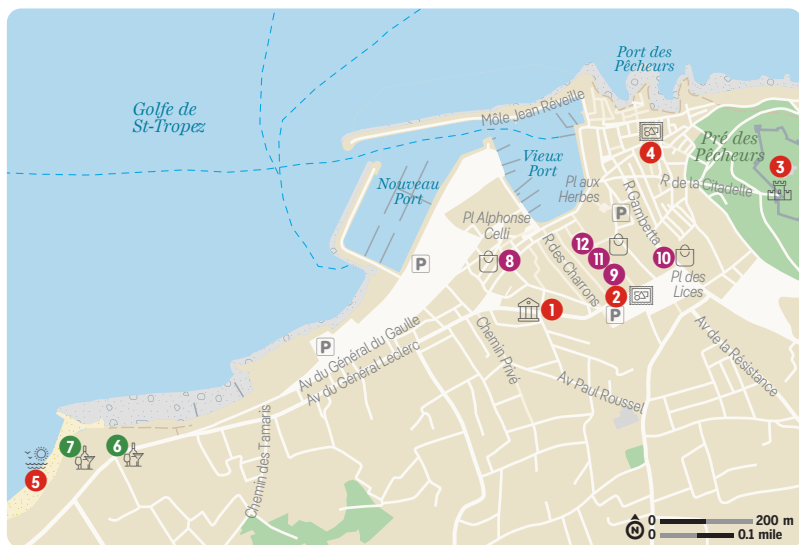 Port des
Pêcheurs
Golfe de
St-Tropez
Môle Jean Réveille
Pré des
Pêcheurs
4
3
Vieux
Port
Nouveau
Port
Pl aux
Herbes
R de la Citadelle
R Gambetta
P
Pl Alphonse
Celli
R des Charrons
12
11
9
10
8
P
Pl des
Lices
2
1
P
P
Av du Général du Gaulle
Av du Général Leclerc
Chemin Privé
Av de la Résistance
Av Paul Roussel
Chemin des Tamaris
7
6
5
N
0 200 m
0 0.1 mile